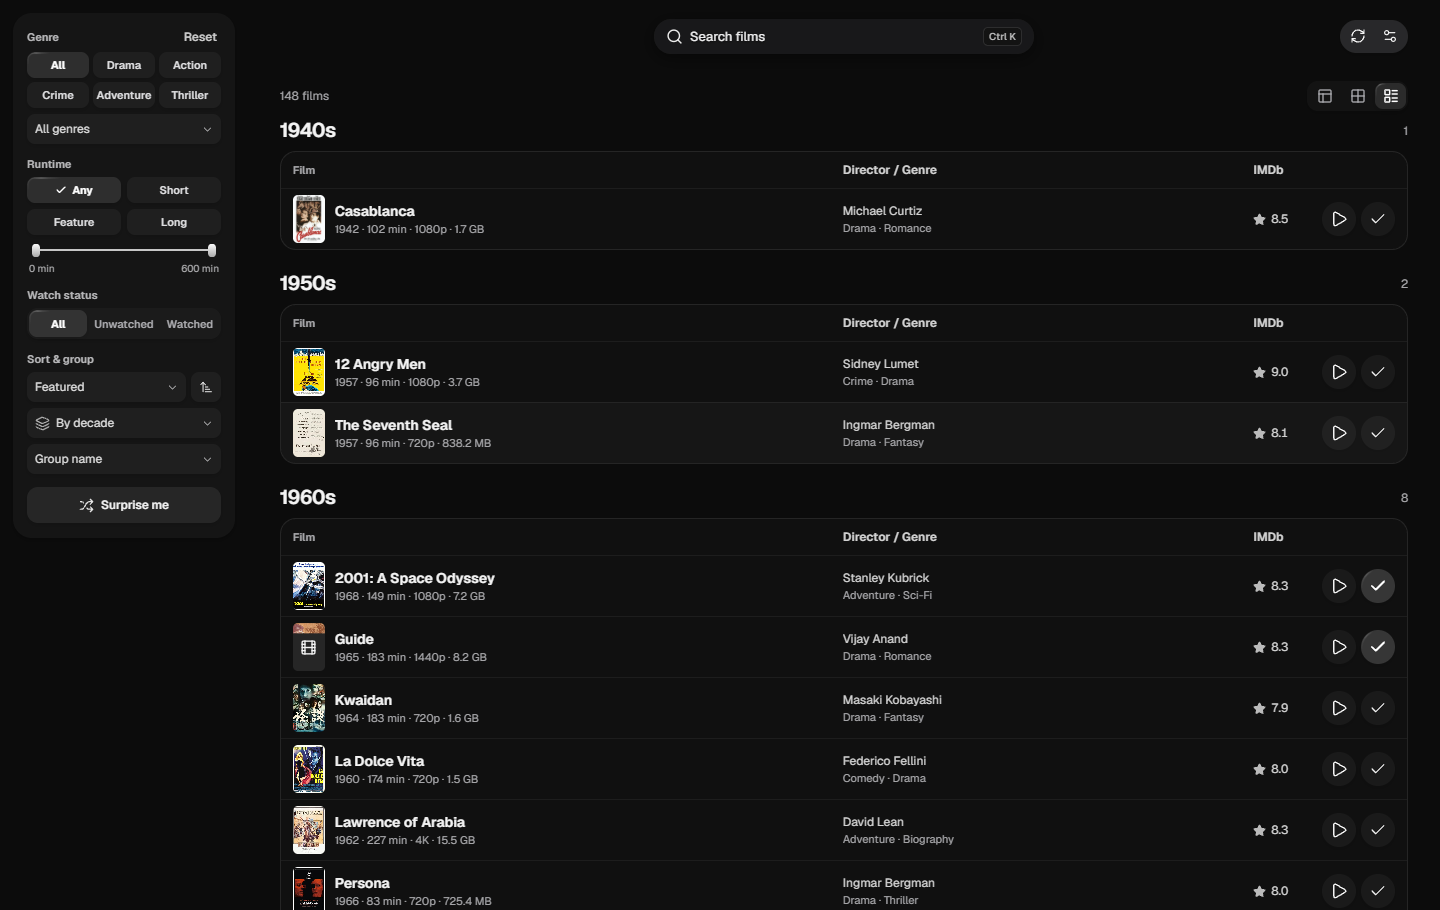 Genre
Reset
All
Drama
Action
Crime
Adventure
Thriller
All genres
Runtime
Any
Short
Feature
Long
0 min
600 min
Watch status
All
Unwatched
Watched
Sort & group
Featured
By decade
Group name
Surprise me
Search films
Ctrl K
148 films
1940s
1
Film
Director / Genre
IMDb
Casablanca
1942 · 102 min · 1080p · 1.7 GB
Michael Curtiz
Drama · Romance
8.5
1950s
2
Film
Director / Genre
IMDb
12 Angry Men
1957 · 96 min · 1080p · 3.7 GB
Sidney Lumet
Crime · Drama
9.0
The Seventh Seal
1957 · 96 min · 720p · 838.2 MB
Ingmar Bergman
Drama · Fantasy
8.1
1960s
8
Film
Director / Genre
IMDb
2001: A Space Odyssey
1968 · 149 min · 1080p · 7.2 GB
Stanley Kubrick
Adventure · Sci-Fi
8.3
Guide
1965 · 183 min · 1440p · 8.2 GB
Vijay Anand
Drama · Romance
8.3
Kwaidan
1964 · 183 min · 720p · 1.6 GB
Masaki Kobayashi
Drama · Fantasy
7.9
La Dolce Vita
1960 · 174 min · 720p · 1.5 GB
Federico Fellini
Comedy · Drama
8.0
Lawrence of Arabia
1962 · 227 min · 4K · 15.5 GB
David Lean
Adventure · Biography
8.3
Persona
1966 · 83 min · 720p · 725.4 MB
Ingmar Bergman
Drama · Thriller
8.0